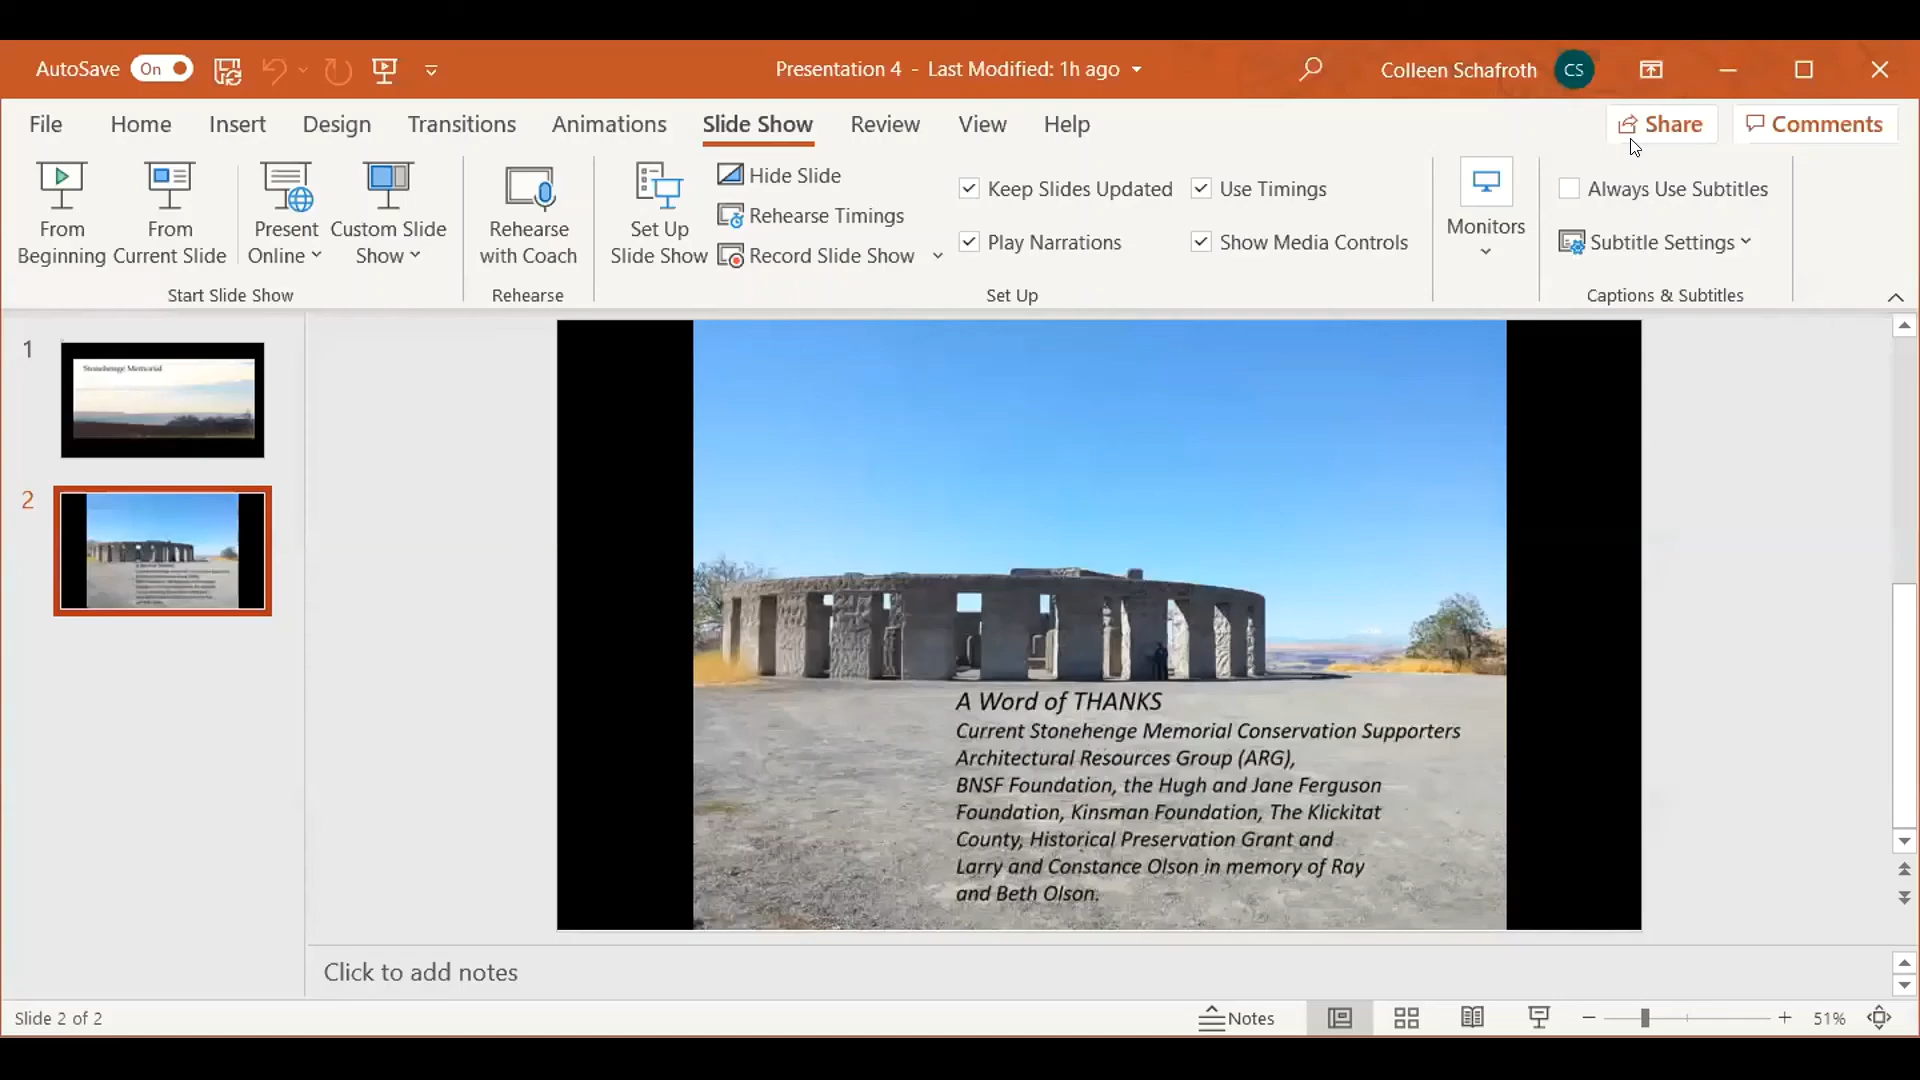 AutoSave On Presentation 4 - Last Modified: 1h ago Colleen Schafroth CS
File Home Insert Design Transitions Animations Slide Show Review View Help Share Comments
From Beginning
From Current Slide
Present Online
Custom Slide Show
Start Slide Show
Rehearse with Coach
Rehearse
Set Up Slide Show
Hide Slide
Rehearse Timings
Record Slide Show
Keep Slides Updated
Play Narrations
Use Timings
Show Media Controls
Set Up
Monitors
Always Use Subtitles
Subtitle Settings
Captions & Subtitles
1
Stonehenge Memorial
2
A Word of THANKS
Current Stonehenge Memorial Conservation Supporters
Architectural Resources Group (ARG),
BNSF Foundation, the Hugh and Jane Ferguson
Foundation, Kinsman Foundation, The Klickitat
County, Historical Preservation Grant and
Larry and Constance Olson in memory of Ray
and Beth Olson.
Click to add notes
Slide 2 of 2 Notes 51%